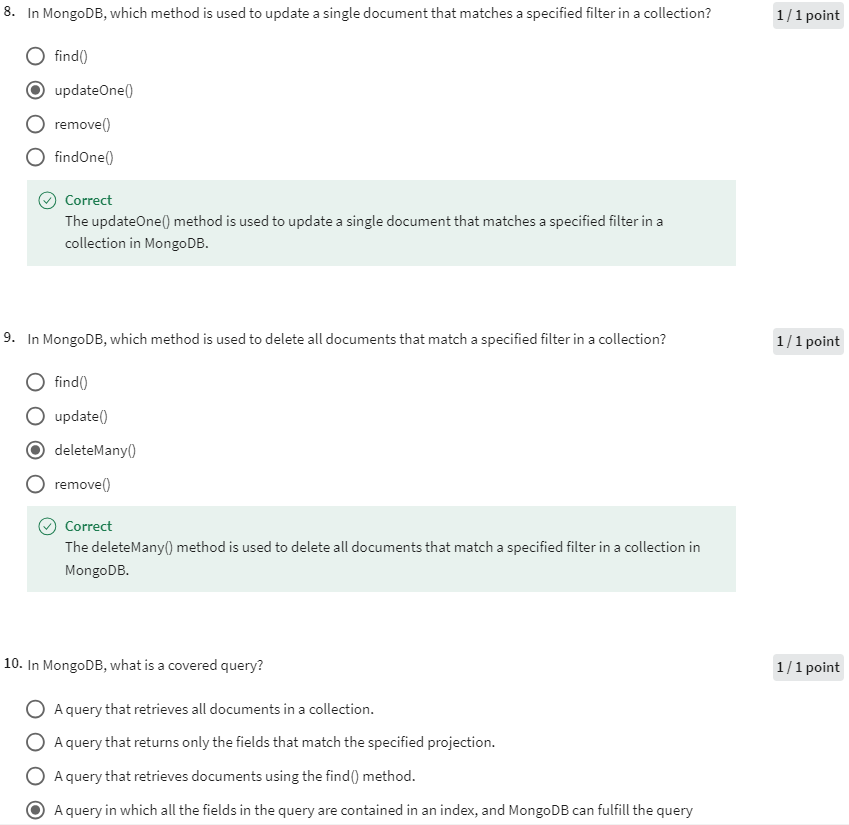 8. In MongoDB, which method is used to update a single document that matches a specified filter in a collection? 1 / 1 point
find()
updateOne()
remove()
findOne()
Correct
The updateOne() method is used to update a single document that matches a specified filter in a
collection in MongoDB.
9. In MongoDB, which method is used to delete all documents that match a specified filter in a collection? 1 / 1 point
find()
update()
deleteMany()
remove()
Correct
The deleteMany() method is used to delete all documents that match a specified filter in a collection in
MongoDB.
10. In MongoDB, what is a covered query? 1 / 1 point
A query that retrieves all documents in a collection.
A query that returns only the fields that match the specified projection.
A query that retrieves documents using the find() method.
A query in which all the fields in the query are contained in an index, and MongoDB can fulfill the query